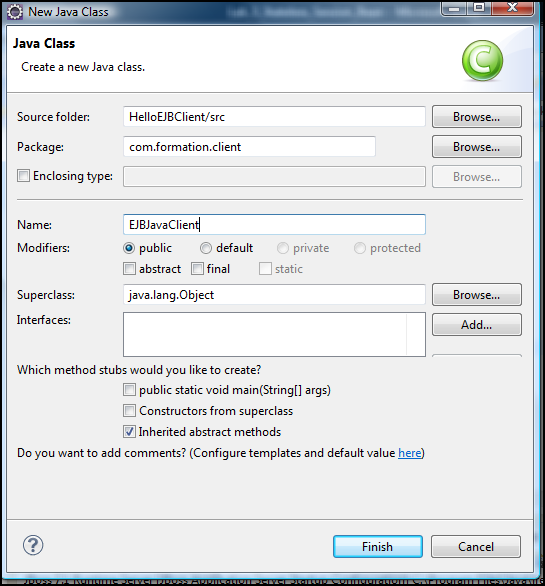 New Java Class
Java Class
Create a new Java class.
Source folder: HelloEJBClient/src Browse...
Package: com.formation.client Browse...
Enclosing type: Browse...
Name: EJBJavaClient
Modifiers: public default private protected
abstract final static
Superclass: java.lang.Object Browse...
Interfaces: Add...
Which method stubs would you like to create?
public static void main(String[] args)
Constructors from superclass
Inherited abstract methods
Do you want to add comments? (Configure templates and default value here)
? Finish Cancel